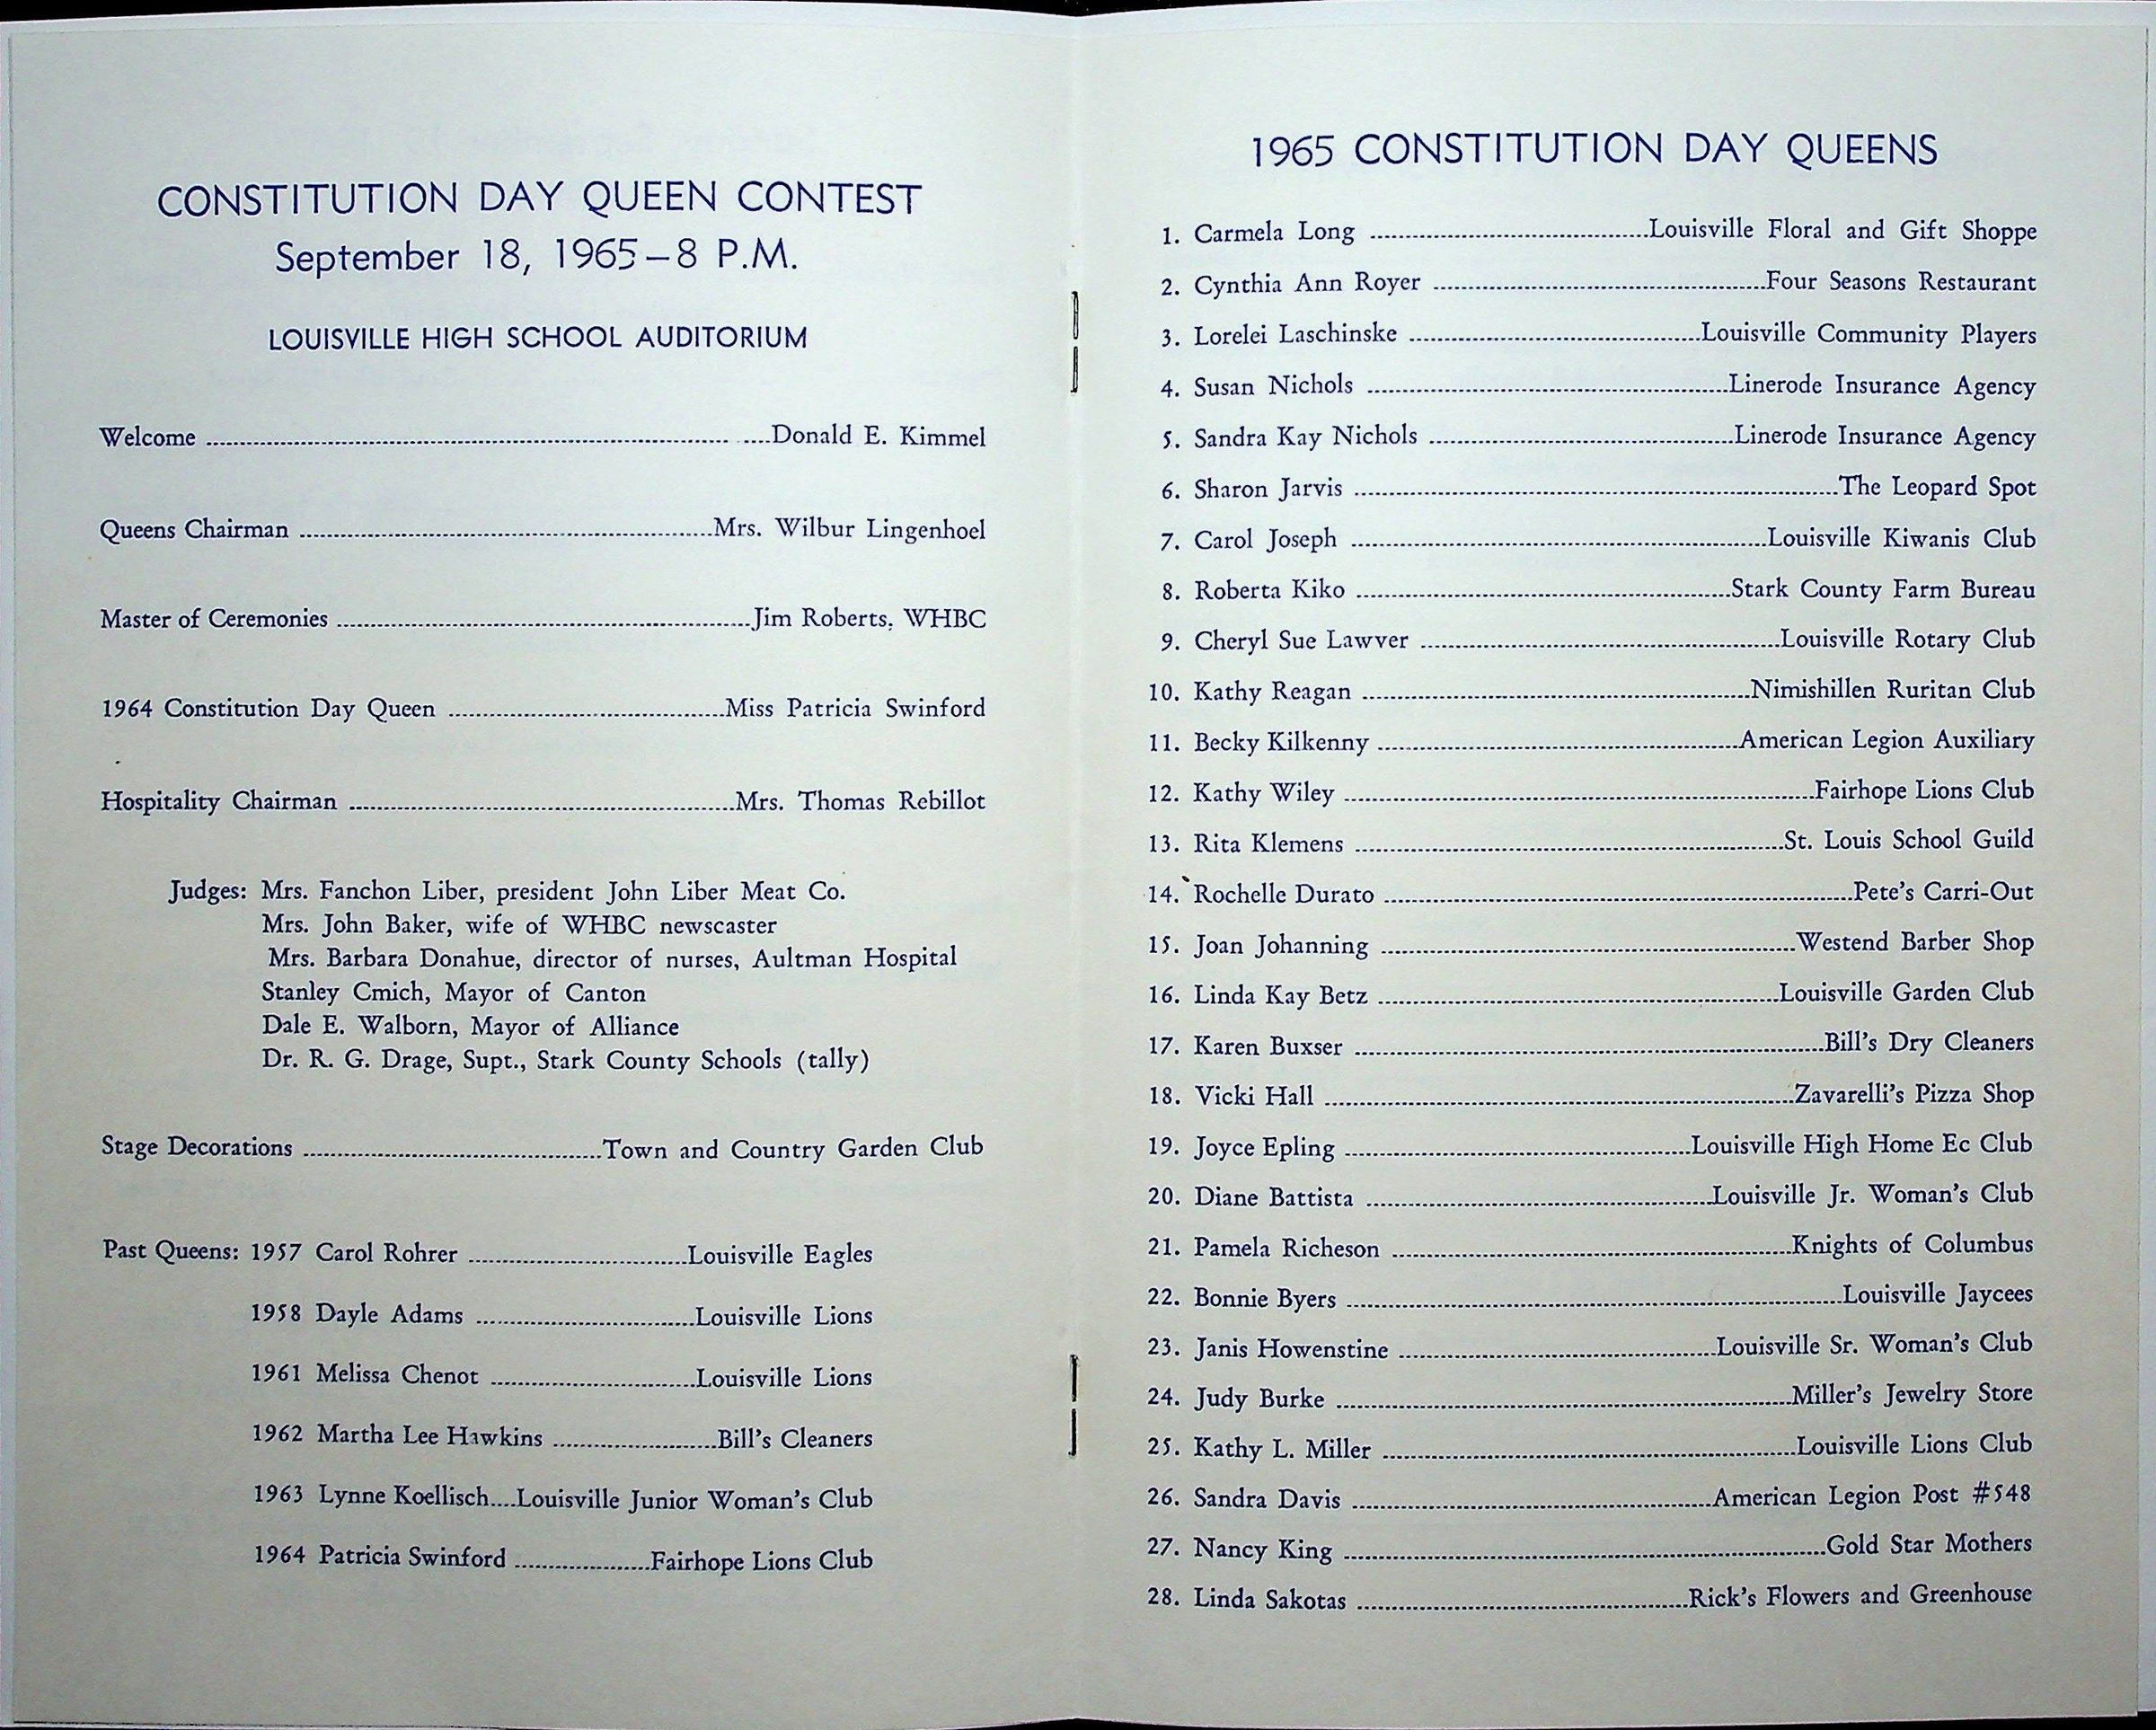 CONSTITUTION DAY QUEEN CONTEST
September 18, 1965–8 P.M.
LOUISVILLE HIGH SCHOOL AUDITORIUM
Welcome ........ Donald E. Kimmel
Queens Chairman ........ Mrs. Wilbur Lingenhoel
Master of Ceremonies ........ Jim Roberts, WHBC
1964 Constitution Day Queen ........ Miss Patricia Swinford
Hospitality Chairman ........ Mrs. Thomas Rebillot
Judges: Mrs. Fanchon Liber, president John Liber Meat Co.
Mrs. John Baker, wife of WHBC newscaster
Mrs. Barbara Donahue, director of nurses, Aultman Hospital
Stanley Cmich, Mayor of Canton
Dale E. Walborn, Mayor of Alliance
Dr. R. G. Drage, Supt., Stark County Schools (tally)
Stage Decorations ........ Town and Country Garden Club
Past Queens: 1957 Carol Rohrer ........ Louisville Eagles
1958 Dayle Adams ........ Louisville Lions
1961 Melissa Chenot ........ Louisville Lions
1962 Martha Lee Hawkins ........ Bill's Cleaners
1963 Lynne Koellisch....Louisville Junior Woman's Club
1964 Patricia Swinford ........ Fairhope Lions Club
1965 CONSTITUTION DAY QUEENS
1. Carmela Long ........ Louisville Floral and Gift Shoppe
2. Cynthia Ann Royer ........ Four Seasons Restaurant
3. Lorelei Laschinske ........ Louisville Community Players
4. Susan Nichols ........ Linerode Insurance Agency
5. Sandra Kay Nichols ........ Linerode Insurance Agency
6. Sharon Jarvis ........ The Leopard Spot
7. Carol Joseph ........ Louisville Kiwanis Club
8. Roberta Kiko ........ Stark County Farm Bureau
9. Cheryl Sue Lawver ........ Louisville Rotary Club
10. Kathy Reagan ........ Nimishillen Ruritan Club
11. Becky Kilkenny ........ American Legion Auxiliary
12. Kathy Wiley ........ Fairhope Lions Club
13. Rita Klemens ........ St. Louis School Guild
14. Rochelle Durato ........ Pete's Carri-Out
15. Joan Johanning ........ Westend Barber Shop
16. Linda Kay Betz ........ Louisville Garden Club
17. Karen Buxser ........ Bill's Dry Cleaners
18. Vicki Hall ........ Zavarelli's Pizza Shop
19. Joyce Epling ........ Louisville High Home Ec Club
20. Diane Battista ........ Louisville Jr. Woman's Club
21. Pamela Richeson ........ Knights of Columbus
22. Bonnie Byers ........ Louisville Jaycees
23. Janis Howenstine ........ Louisville Sr. Woman's Club
24. Judy Burke ........ Miller's Jewelry Store
25. Kathy L. Miller ........ Louisville Lions Club
26. Sandra Davis ........ American Legion Post #548
27. Nancy King ........ Gold Star Mothers
28. Linda Sakotas ........ Rick's Flowers and Greenhouse